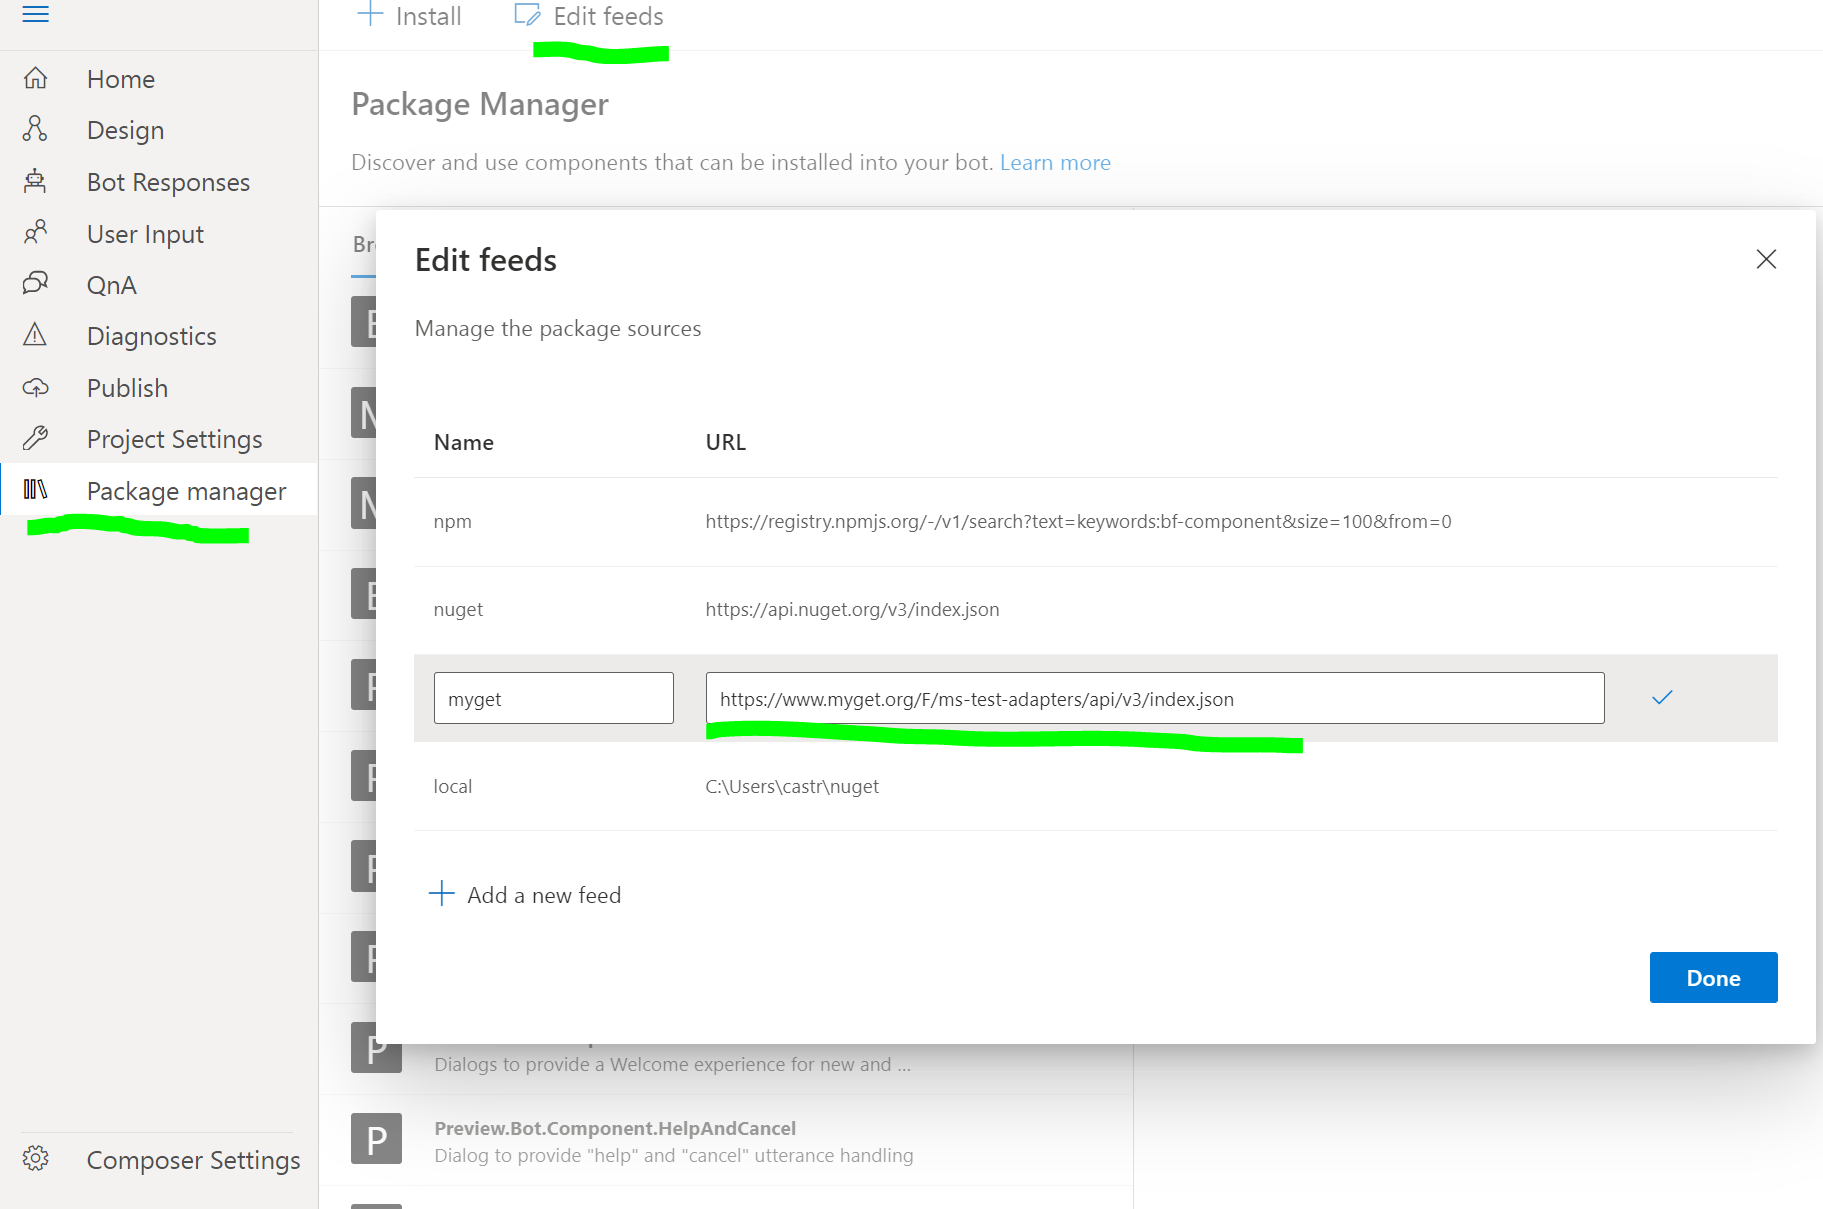 Install
Edit feeds
Home
Design
Bot Responses
User Input
QnA
Diagnostics
Publish
Project Settings
Package manager
Composer Settings
Package Manager
Discover and use components that can be installed into your bot. Learn more
Edit feeds
Manage the package sources
Name URL
npm https://registry.npmjs.org/-/v1/search?text=keywords:bf-component&size=100&from=0
nuget https://api.nuget.org/v3/index.json
myget https://www.myget.org/F/ms-test-adapters/api/v3/index.json
local C:\Users\castr\nuget
Add a new feed
Done
P
Dialogs to provide a Welcome experience for new and ...
P
Preview.Bot.Component.HelpAndCancel
Dialog to provide "help" and "cancel" utterance handling